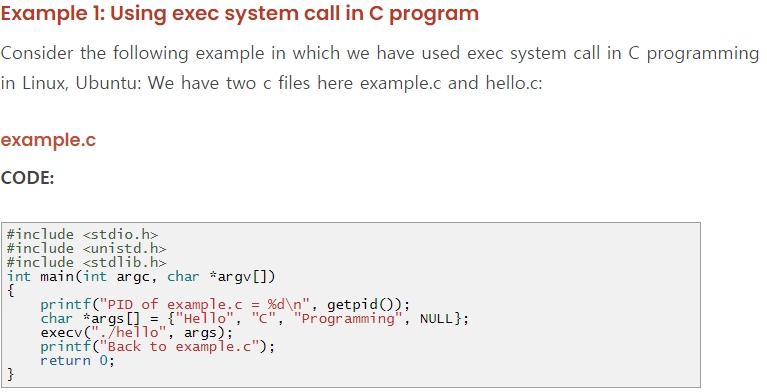 Example 1: Using exec system call in C program
Consider the following example in which we have used exec system call in C programming
in Linux, Ubuntu: We have two c files here example.c and hello.c:
example.c
CODE:
#include <stdio.h>
#include <unistd.h>
#include <stdlib.h>
int main(int argc, char *argv[])
{
    printf("PID of example.c = %d\n", getpid());
    char *args[] = {"Hello", "C", "Programming", NULL};
    execv("./hello", args);
    printf("Back to example.c");
    return 0;
}